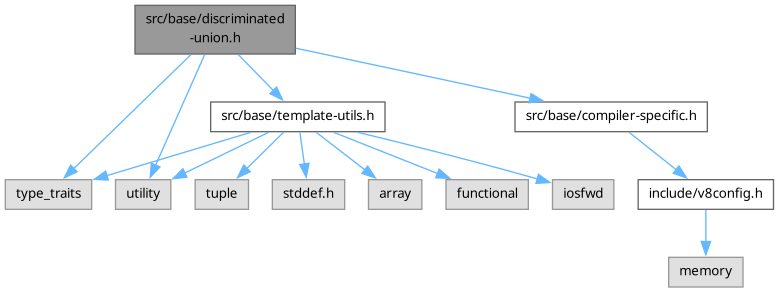 src/base/discriminated
-union.h
src/base/template-utils.h
src/base/compiler-specific.h
type_traits
utility
tuple
stddef.h
array
functional
iosfwd
include/v8config.h
memory